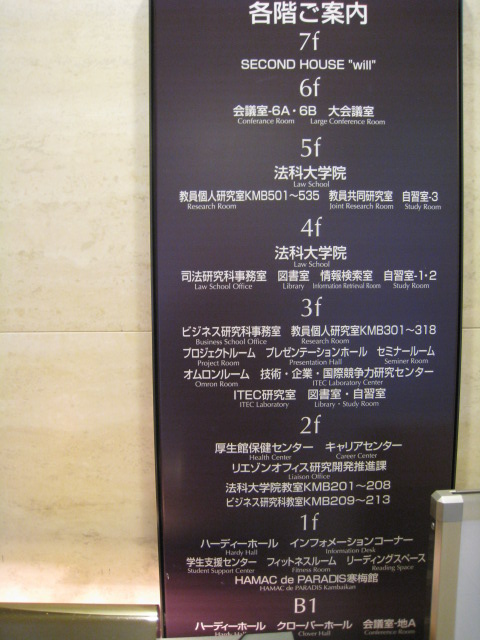 各階ご案内
7f
SECOND HOUSE "will"
6f
会議室-6A・6B 大会議室
Conferance Room Large Conference Room
5f
法科大学院
Law School
教員個人研究室KMB501～535 教員共同研究室 自習室-3
Research Room Joint Research Room Study Room
4f
法科大学院
Law School
司法研究科事務室 図書室 情報検索室 自習室-1・2
Law School Office Library Information Retrieval Room Study Room
3f
ビジネス研究科事務室 教員個人研究室KMB301～318
Business School Office Research Room
プロジェクトルーム プレゼンテーションホール セミナールーム
Project Room Presentation Hall Seminer Room
オムロンルーム 技術・企業・国際競争力研究センター
Omron Room ITEC Laboratory Center
ITEC研究室 図書室・自習室
ITEC Laboratory Library・Study Room
2f
厚生館保健センター キャリアセンター
Health Center Career Center
リエゾンオフィス研究開発推進課
Liaison Office
法科大学院教室KMB201～208
ビジネス研究科教室KMB209～213
1f
ハーディーホール インフォメーションコーナー
Hardy Hall Information Desk
学生支援センター フィットネスルーム リーディングスペース
Student Support Center Fitness Room Reading Space
HAMAC de PARADIS寒梅館
HAMAC de PARADIS Kambaikan
B1
ハーディーホール クローバーホール 会議室-地A
Hardy Hall Clover Hall Conference Room